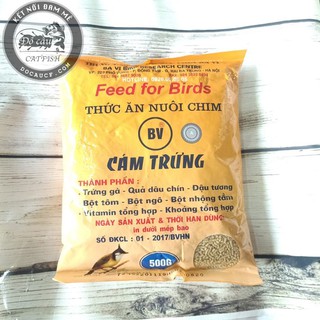 KẾT NỐI ĐAM MÊ
Đồ câu
CATFISH
DOCAUCF.COM
Feed for Birds
THỨC ĂN NUÔI CHIM
BV
CÁM TRỨNG
THÀNH PHẦN :
- Trứng gà - Quả dâu chín - Đậu tương
- Bột tôm - Bột ngô - Bột nhộng tằm
- Vitamin tổng hợp - Khoáng tổng hợp
NGÀY SẢN XUẤT & THỜI HẠN DÙNG
in dưới mép bao
SỐ ĐKCL : 01 - 2017/BVHN
500G